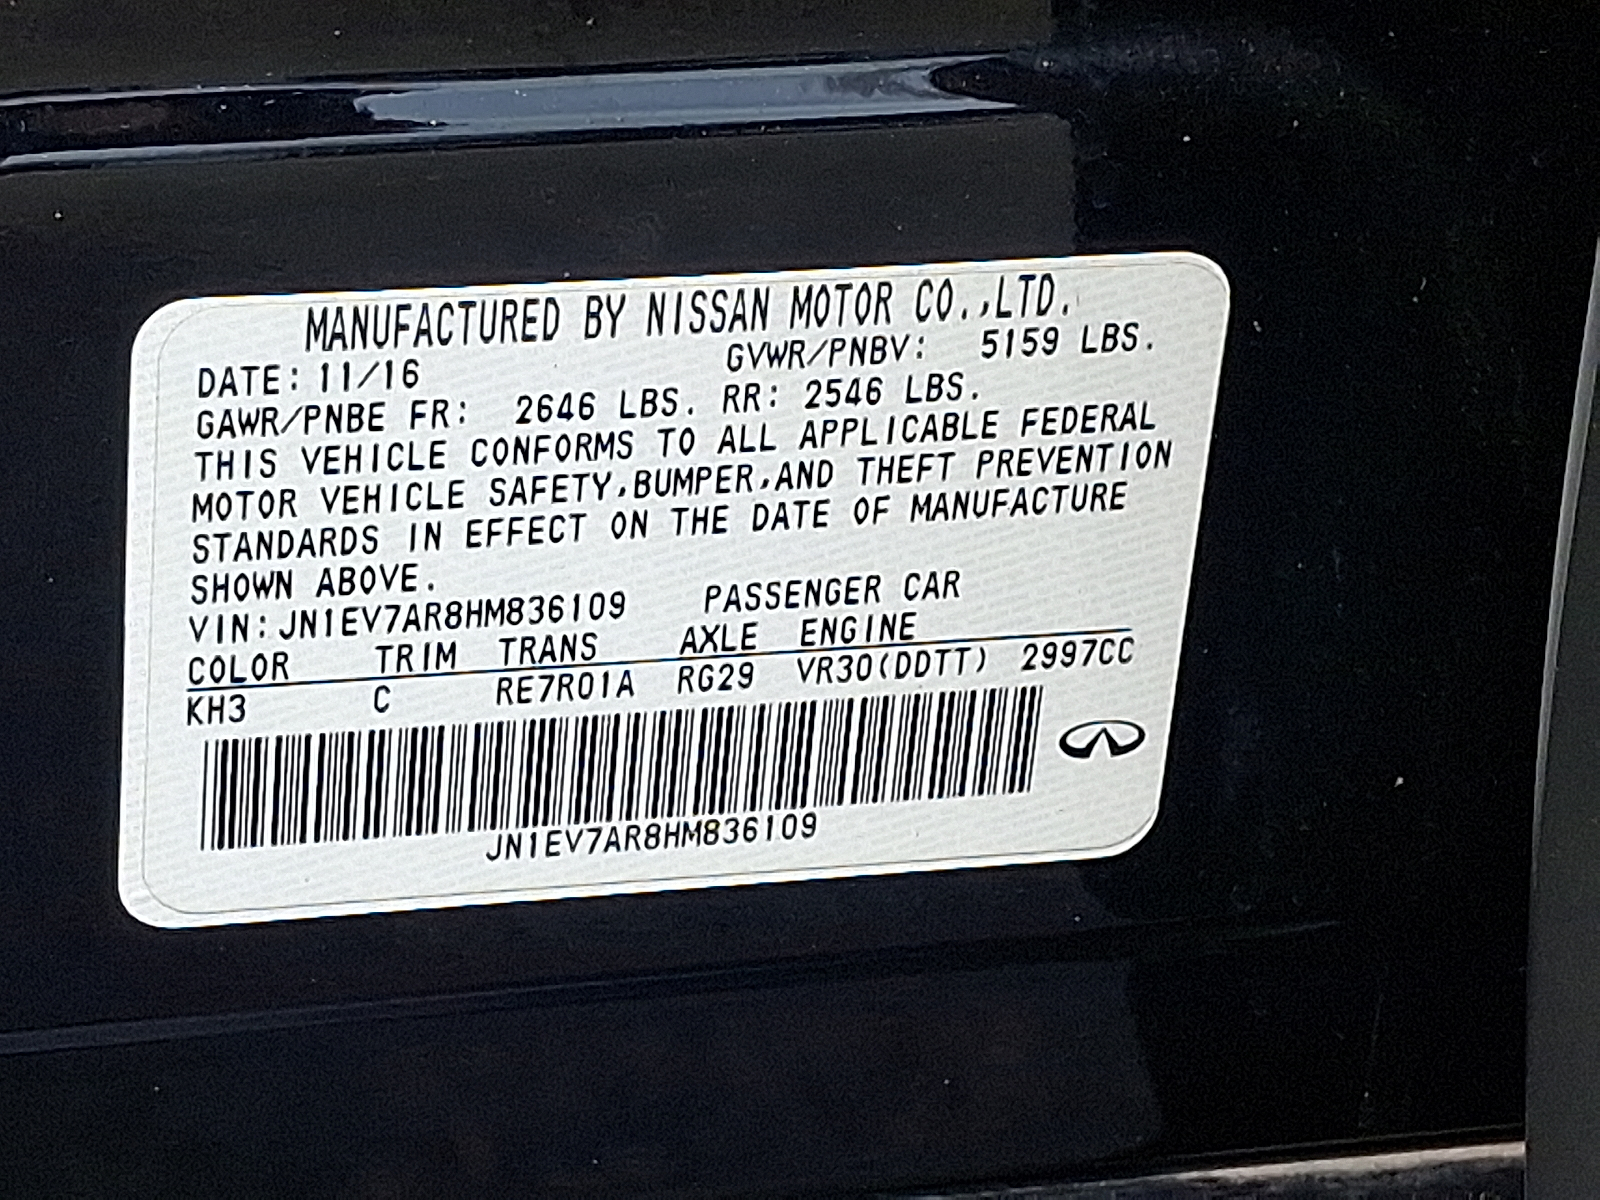 MANUFACTURED BY NISSAN MOTOR CO.,LTD.
DATE: 11/16 GVWR/PNBV: 5159 LBS.
GAWR/PNBE FR: 2646 LBS. RR: 2546 LBS.
THIS VEHICLE CONFORMS TO ALL APPLICABLE FEDERAL
MOTOR VEHICLE SAFETY,BUMPER,AND THEFT PREVENTION
STANDARDS IN EFFECT ON THE DATE OF MANUFACTURE
SHOWN ABOVE.
VIN:JN1EV7AR8HM836109 PASSENGER CAR
COLOR TRIM TRANS AXLE ENGINE
KH3 C RE7R01A RG29 VR30(DDTT) 2997CC
JN1EV7AR8HM836109